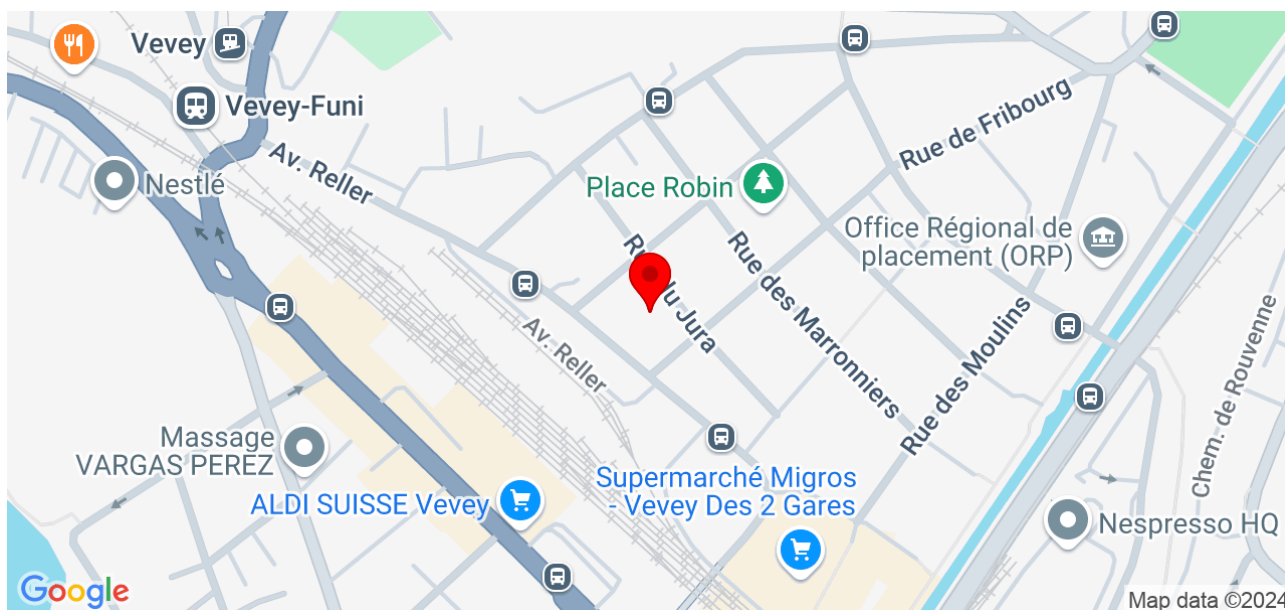 Vevey
Vevey-Funi
Av. Reller
Nestlé
Rue de Fribourg
Place Robin
Office Régional de
placement (ORP)
Rue du Jura
Rue des Marronniers
Av. Reller
Rue des Moulins
Chem. de Rouvenne
Massage
VARGAS PEREZ
ALDI SUISSE Vevey
Supermarché Migros
- Vevey Des 2 Gares
Nespresso HQ
Google
Map data ©2024